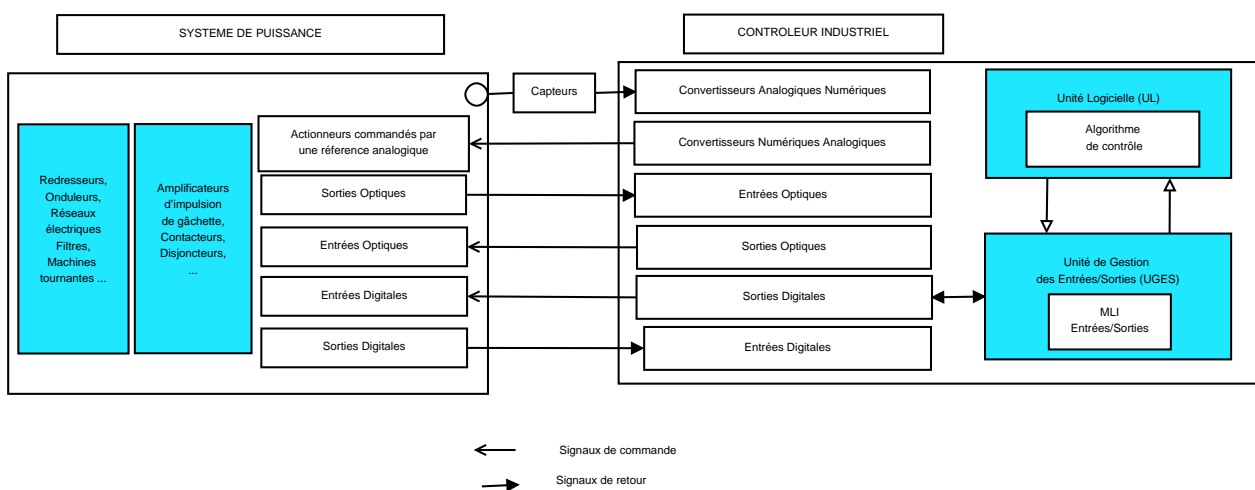 SYSTEME DE PUISSANCE
CONTROLEUR INDUSTRIEL
Capteurs
Convertisseurs Analogiques Numériques
Unité Logicielle (UL)
Algorithme
de contrôle
Actionneurs commandés par
une réference analogique
Convertisseurs Numériques Analogiques
Redresseurs,
Onduleurs,
Réseaux
électriques
Filtres,
Machines
tournantes ...
Amplificateurs
d'impulsion
de gâchette,
Contacteurs,
Disjoncteurs,
...
Sorties Optiques
Entrées Optiques
Entrées Optiques
Sorties Optiques
Entrées Digitales
Sorties Digitales
Sorties Digitales
Entrées Digitales
Unité de Gestion
des Entrées/Sorties (UGES)
MLI
Entrées/Sorties
Signaux de commande
Signaux de retour